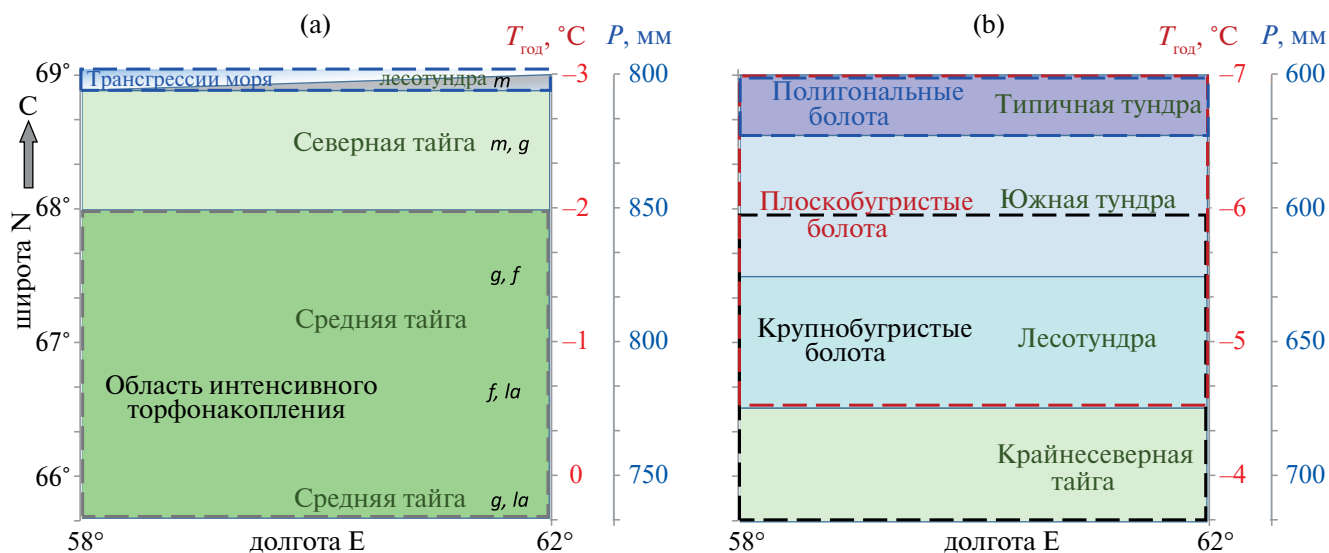 (a)
Tгод, °C P, мм
69°
68°
67°
66°
широта N
С
Трансгрессии моря
лесотундра m
Северная тайга m, g
g, f
Средняя тайга
Область интенсивного
торфонакопления
f, la
Средняя тайга g, la
–3
–2
–1
0
800
850
800
750
58° долгота E 62°
(b)
Tгод, °C P, мм
Полигональные
болота
Типичная тундра
Плоскобугристые
болота
Южная тундра
Крупнобугристые
болота
Лесотундра
Крайнесеверная
тайга
–7
–6
–5
–4
600
600
650
700
58° долгота E 62°